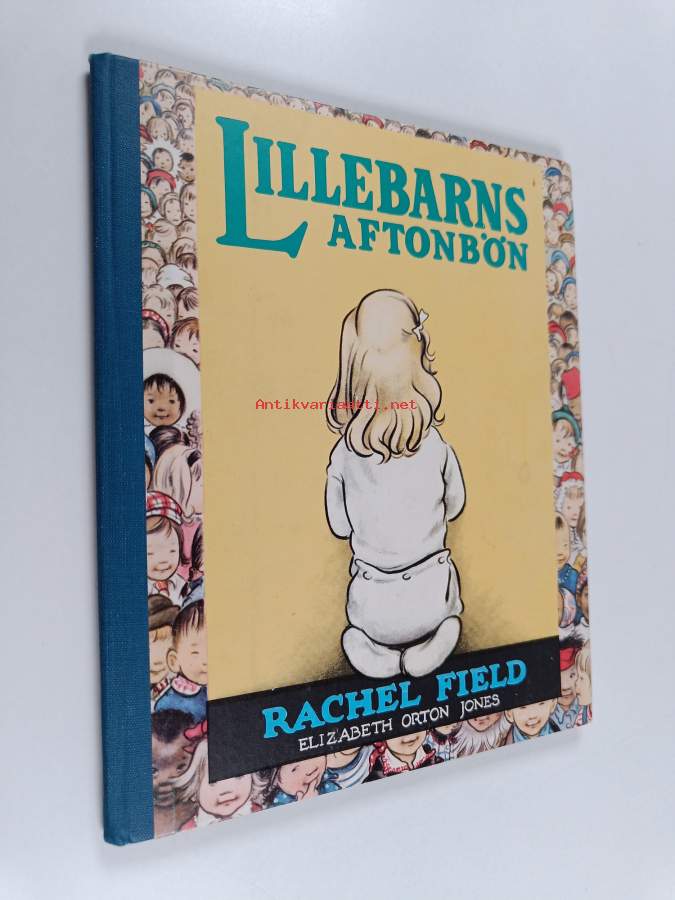 LILLEBARNS
AFTONBÖN
Antikvariaatti.net
RACHEL FIELD
ELIZABETH ORTON JONES